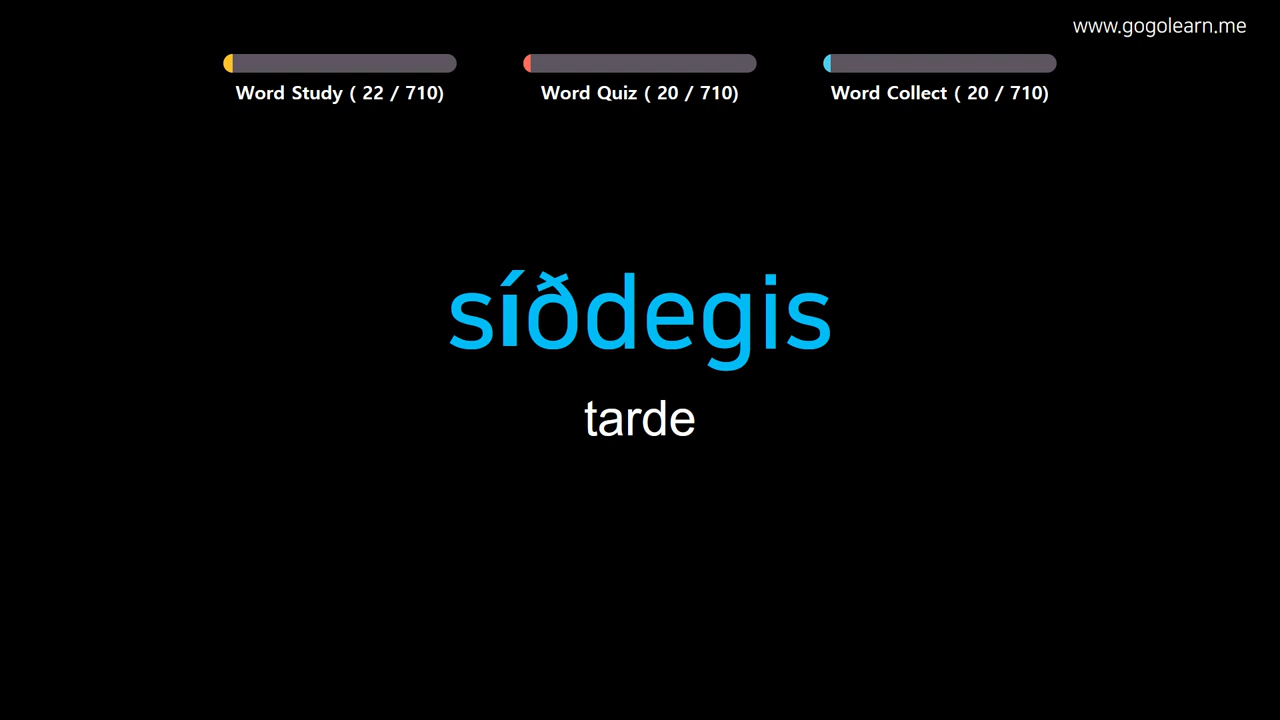 www.gogolearn.me
Word Study ( 22 / 710)
Word Quiz ( 20 / 710)
Word Collect ( 20 / 710)
síðdegis
tarde